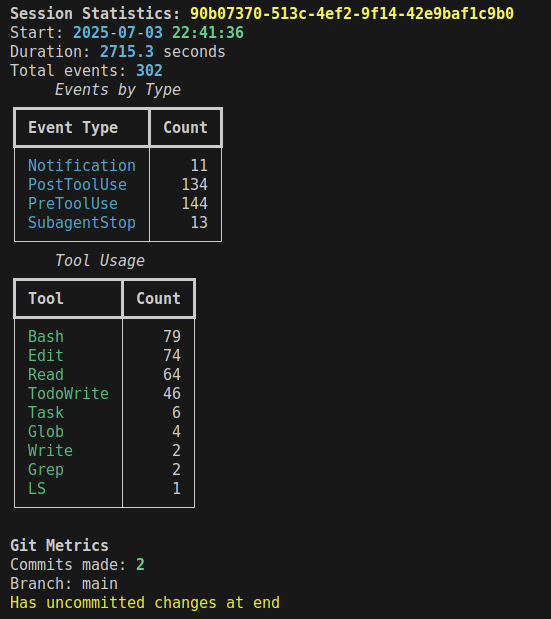 Session Statistics: 90b07370-513c-4ef2-9f14-42e9baf1c9b0
Start: 2025-07-03 22:41:36
Duration: 2715.3 seconds
Total events: 302
Events by Type
Event Type Count
Notification 11
PostToolUse 134
PreToolUse 144
SubagentStop 13
Tool Usage
Tool Count
Bash 79
Edit 74
Read 64
TodoWrite 46
Task 6
Glob 4
Write 2
Grep 2
LS 1
Git Metrics
Commits made: 2
Branch: main
Has uncommitted changes at end